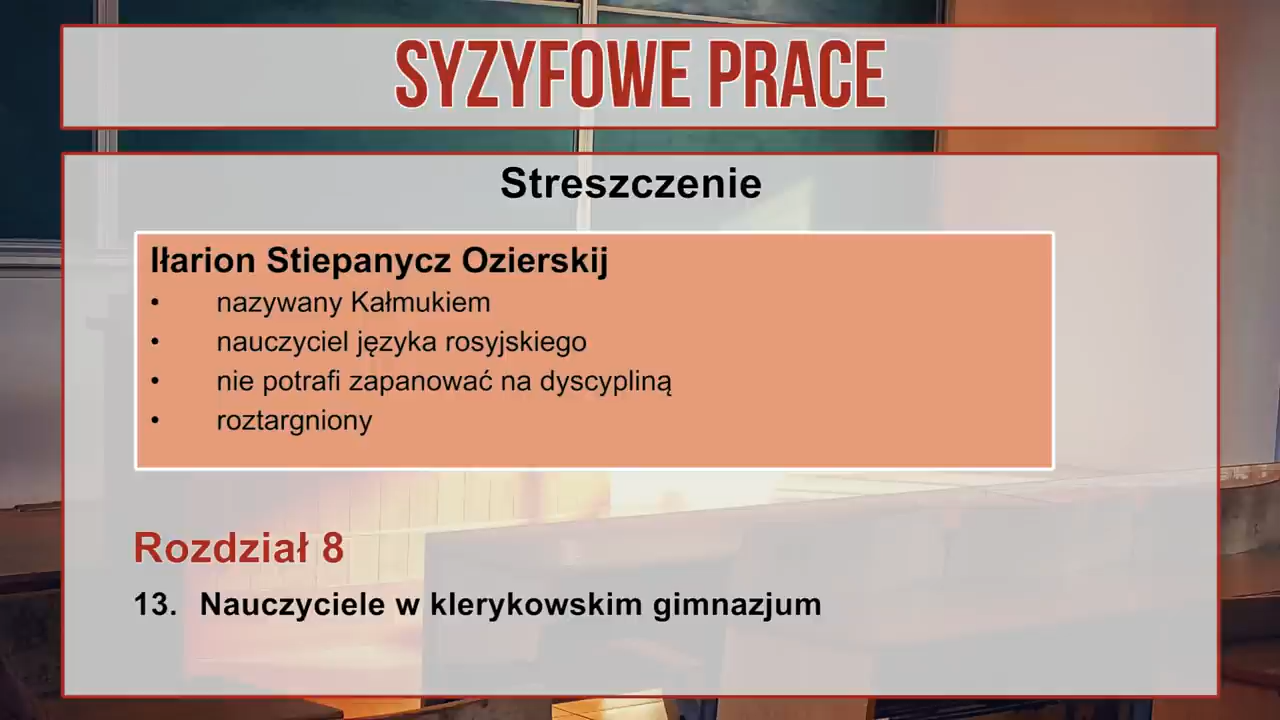 SYZYFOWE PRACE
Streszczenie
Iłarion Stiepanycz Ozierskij
• nazywany Kałmukiem
• nauczyciel języka rosyjskiego
• nie potrafi zapanować na dyscypliną
• roztargniony
Rozdział 8
13. Nauczyciele w klerykowskim gimnazjum